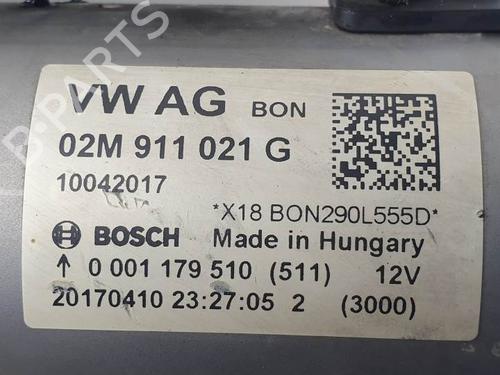 VW AG BON
02M 911 021 G
10042017
*X18 BON290L555D*
BOSCH Made in Hungary
↑ 0 001 179 510 (511) 12V
20170410 23:27:05 2 (3000)
B-PARTS